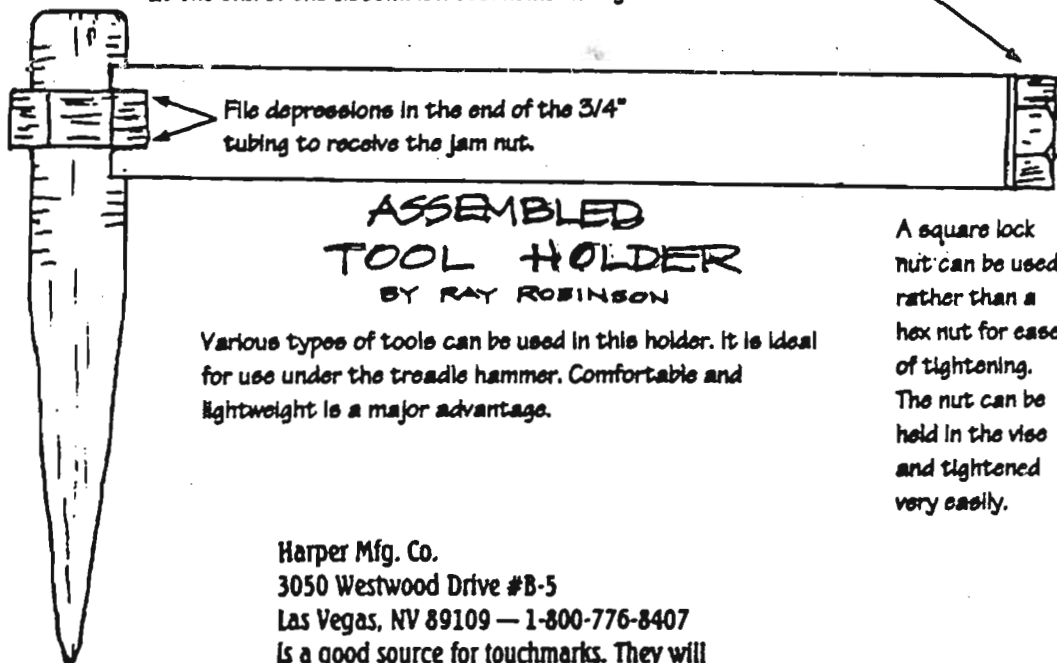 File depressions in the end of the 3/4"
tubing to receive the jam nut.
ASSEMBLED
TOOL HOLDER
BY RAY ROBINSON
Various types of tools can be used in this holder. It is ideal
for use under the treadle hammer. Comfortable and
lightweight is a major advantage.
A square lock
nut can be used
rather than a
hex nut for ease
of tightening.
The nut can be
held in the vise
and tightened
very easily.
Harper Mfg. Co.
3050 Westwood Drive #B-5
Las Vegas, NV 89109 — 1-800-776-8407
is a good source for touchmarks. They will